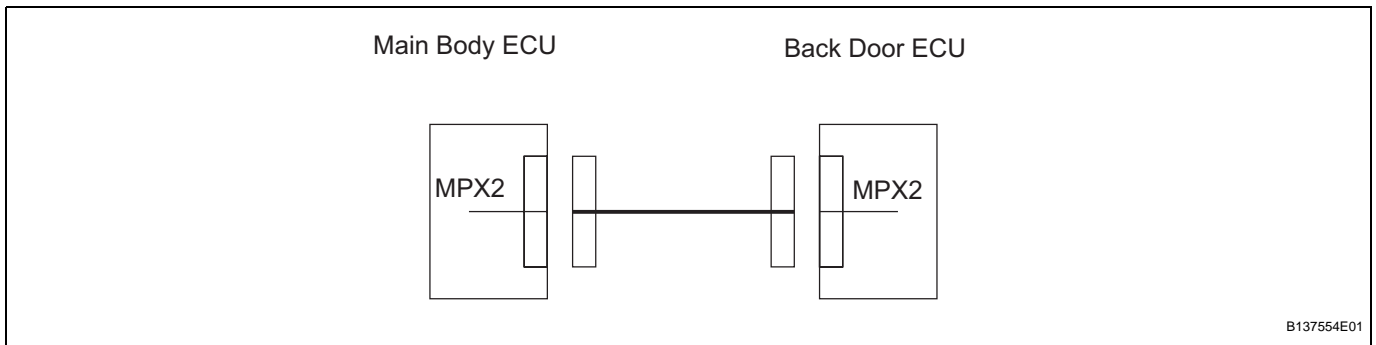 Main Body ECU
Back Door ECU
MPX2
MPX2
B137554E01